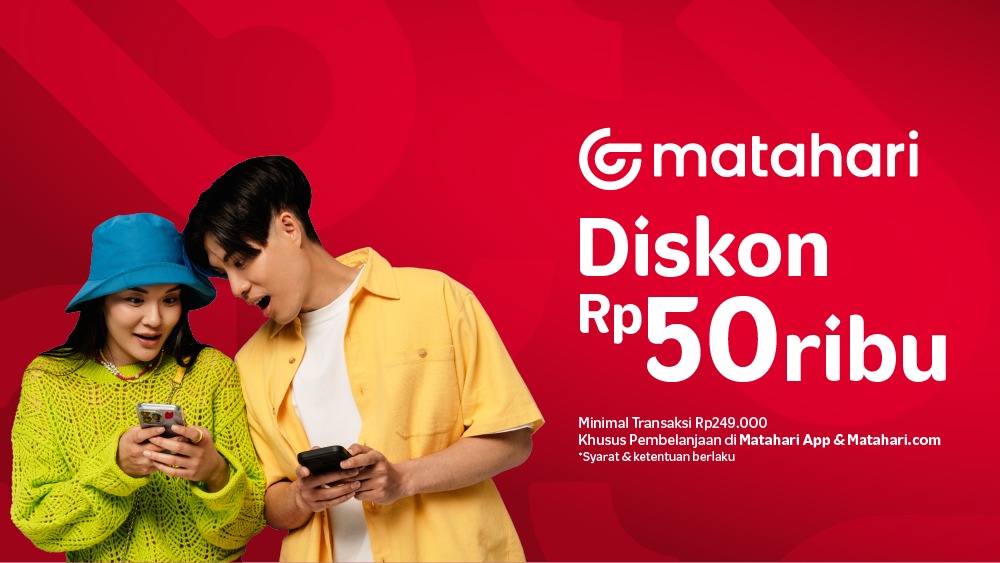 matahari
Diskon
Rp50ribu
Minimal Transaksi Rp249.000
Khusus Pembelanjaan di Matahari App & Matahari.com
*Syarat & ketentuan berlaku